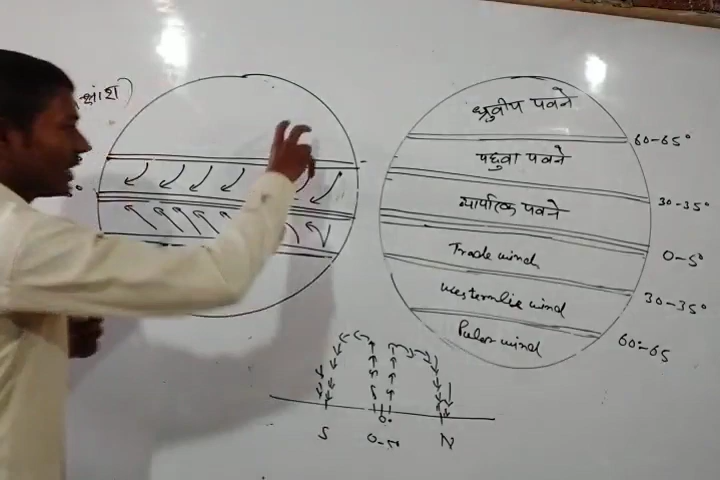 क्षांश)
ध्रुवीय पवने
60-65°
पछुवा पवने
30-35°
व्यापारिक पवने
0-5°
Trade wind
30-35°
westernlie wind
60-65
Polar wind
S
0-5
N